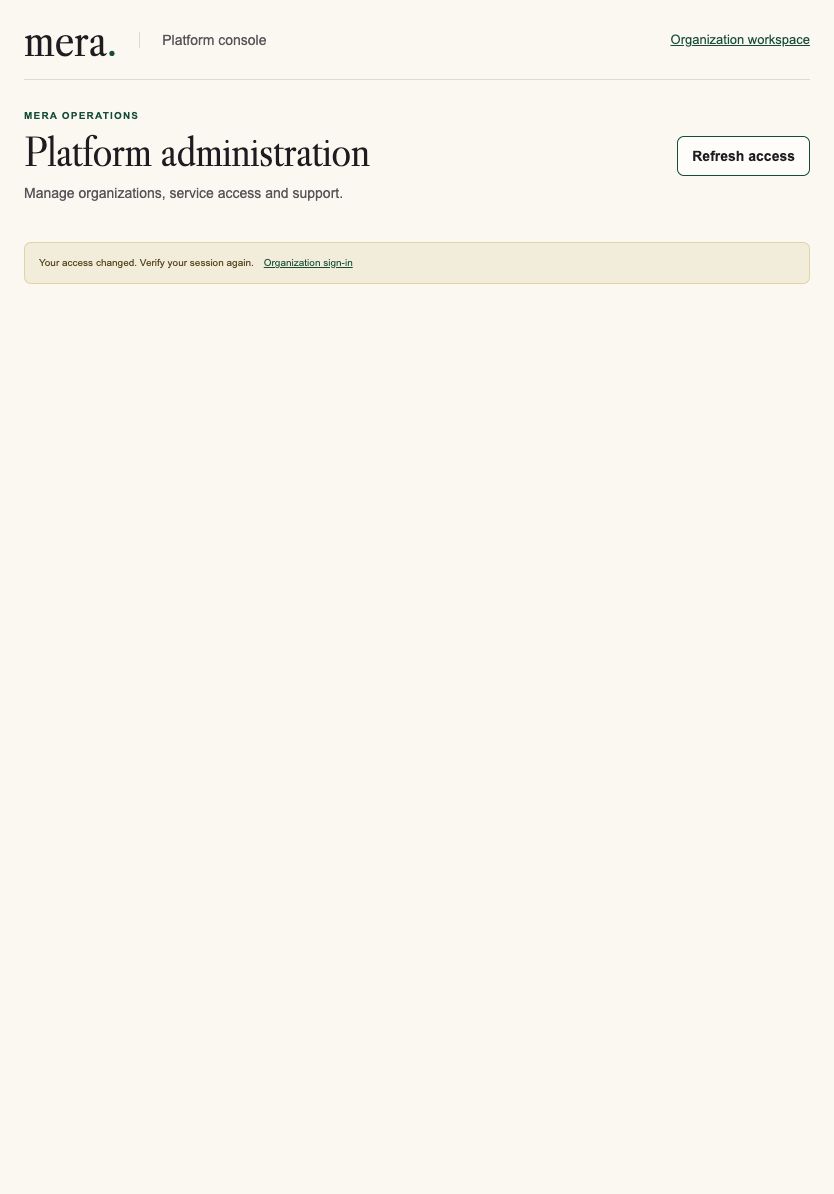 mera. Platform console Organization workspace
MERA OPERATIONS
Platform administration
Refresh access
Manage organizations, service access and support.
Your access changed. Verify your session again. Organization sign-in